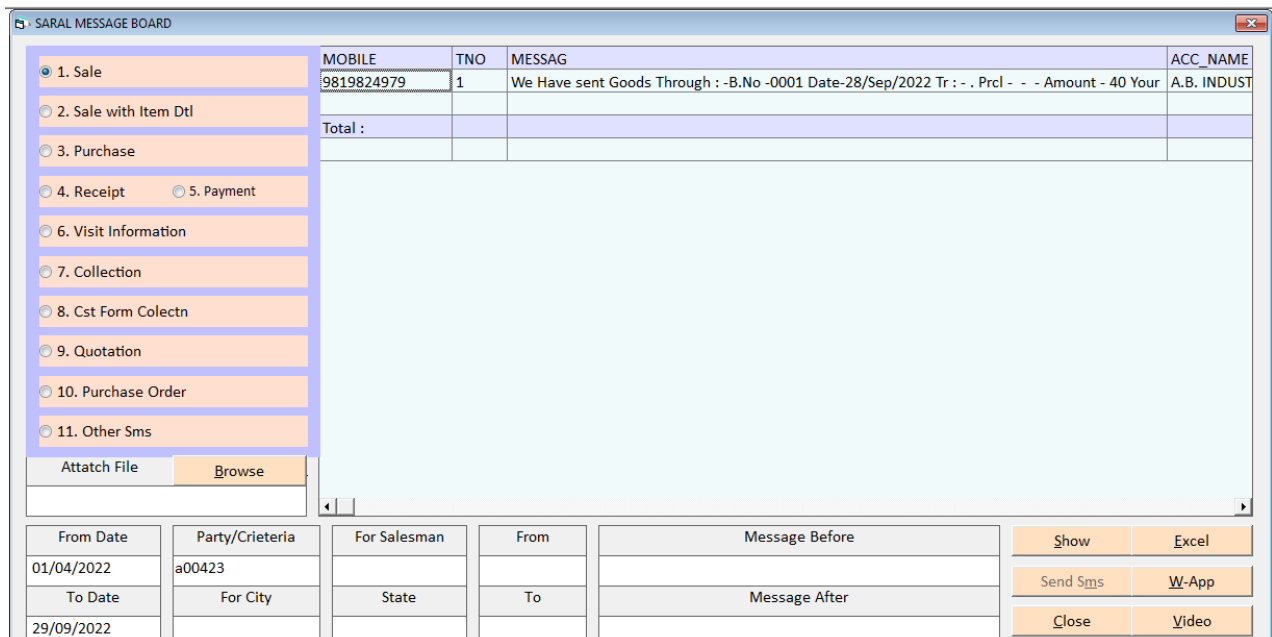 SARAL MESSAGE BOARD
1. Sale
2. Sale with Item Dtl
3. Purchase
4. Receipt 5. Payment
6. Visit Information
7. Collection
8. Cst Form Colectn
9. Quotation
10. Purchase Order
11. Other Sms
Attatch File Browse
MOBILE TNO MESSAG ACC_NAME
9819824979 1 We Have sent Goods Through : -B.No -0001 Date-28/Sep/2022 Tr : - . Prcl - - - Amount - 40 Your A.B. INDUST
Total :
From Date Party/Crieteria For Salesman From Message Before Show Excel
01/04/2022 a00423
To Date For City State To Message After Send Sms W-App
29/09/2022 Close Video